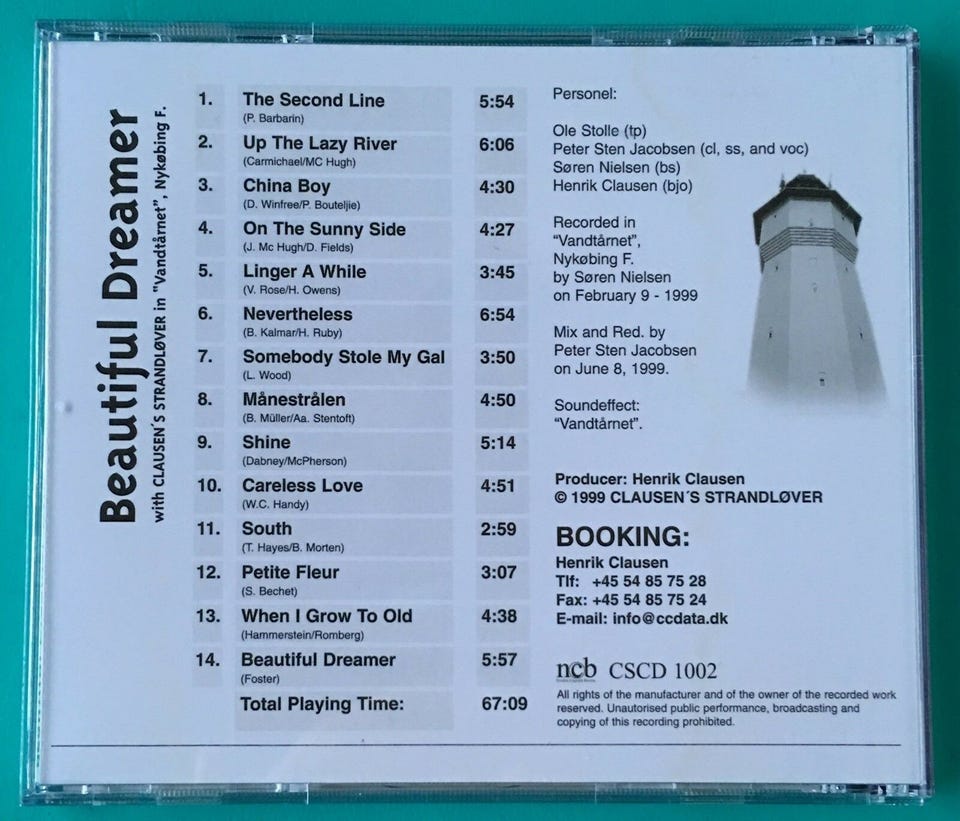 Beautiful Dreamer
with CLAUSEN´S STRANDLØVER in "Vandtårnet", Nykøbing F.
1. The Second Line 5:54
(P. Barbarin)
2. Up The Lazy River 6:06
(Carmichael/MC Hugh)
3. China Boy 4:30
(D. Winfree/P. Bouteljie)
4. On The Sunny Side 4:27
(J. Mc Hugh/D. Fields)
5. Linger A While 3:45
(V. Rose/H. Owens)
6. Nevertheless 6:54
(B. Kalmar/H. Ruby)
7. Somebody Stole My Gal 3:50
(L. Wood)
8. Månestrålen 4:50
(B. Müller/Aa. Stentoft)
9. Shine 5:14
(Dabney/McPherson)
10. Careless Love 4:51
(W.C. Handy)
11. South 2:59
(T. Hayes/B. Morten)
12. Petite Fleur 3:07
(S. Bechet)
13. When I Grow To Old 4:38
(Hammerstein/Romberg)
14. Beautiful Dreamer 5:57
(Foster)
Total Playing Time: 67:09
Personel:
Ole Stolle (tp)
Peter Sten Jacobsen (cl, ss, and voc)
Søren Nielsen (bs)
Henrik Clausen (bjo)
Recorded in
"Vandtårnet",
Nykøbing F.
by Søren Nielsen
on February 9 - 1999
Mix and Red. by
Peter Sten Jacobsen
on June 8, 1999.
Soundeffect:
"Vandtårnet".
Producer: Henrik Clausen
© 1999 CLAUSEN´S STRANDLØVER
BOOKING:
Henrik Clausen
Tlf: +45 54 85 75 28
Fax: +45 54 85 75 24
E-mail: info@ccdata.dk
ncb CSCD 1002
All rights of the manufacturer and of the owner of the recorded work
reserved. Unautorised public performance, broadcasting and
copying of this recording prohibited.